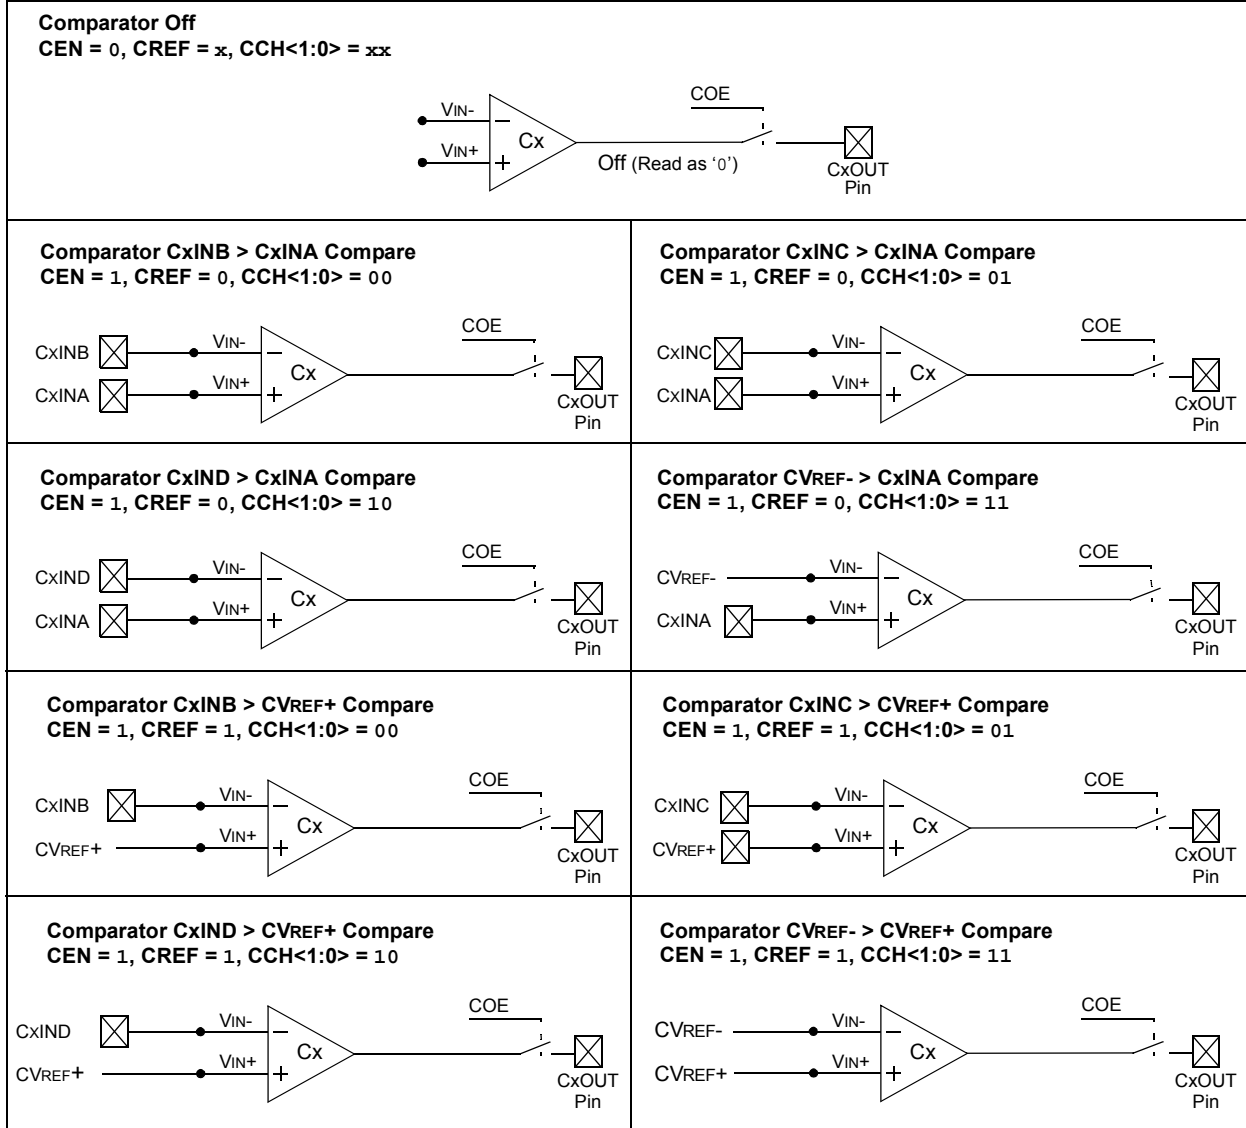 Comparator Off
CEN = 0, CREF = x, CCH<1:0> = xx
COE
VIN-
–
Cx
VIN+
+
Off (Read as ‘0’)
CxOUT
Pin
Comparator CxINB > CxINA Compare
CEN = 1, CREF = 0, CCH<1:0> = 00
COE
CxINB
VIN-
–
Cx
CxINA
VIN+
+
CxOUT
Pin
Comparator CxINC > CxINA Compare
CEN = 1, CREF = 0, CCH<1:0> = 01
COE
CxINC
VIN-
–
Cx
CxINA
VIN+
+
CxOUT
Pin
Comparator CxIND > CxINA Compare
CEN = 1, CREF = 0, CCH<1:0> = 10
COE
CxIND
VIN-
–
Cx
CxINA
VIN+
+
CxOUT
Pin
Comparator CVREF- > CxINA Compare
CEN = 1, CREF = 0, CCH<1:0> = 11
COE
CVREF-
VIN-
–
Cx
CxINA
VIN+
+
CxOUT
Pin
Comparator CxINB > CVREF+ Compare
CEN = 1, CREF = 1, CCH<1:0> = 00
COE
CxINB
VIN-
–
Cx
CVREF+
VIN+
+
CxOUT
Pin
Comparator CxINC > CVREF+ Compare
CEN = 1, CREF = 1, CCH<1:0> = 01
COE
CxINC
VIN-
–
Cx
CVREF+
VIN+
+
CxOUT
Pin
Comparator CxIND > CVREF+ Compare
CEN = 1, CREF = 1, CCH<1:0> = 10
COE
CxIND
VIN-
–
Cx
CVREF+
VIN+
+
CxOUT
Pin
Comparator CVREF- > CVREF+ Compare
CEN = 1, CREF = 1, CCH<1:0> = 11
COE
CVREF-
VIN-
–
Cx
CVREF+
VIN+
+
CxOUT
Pin